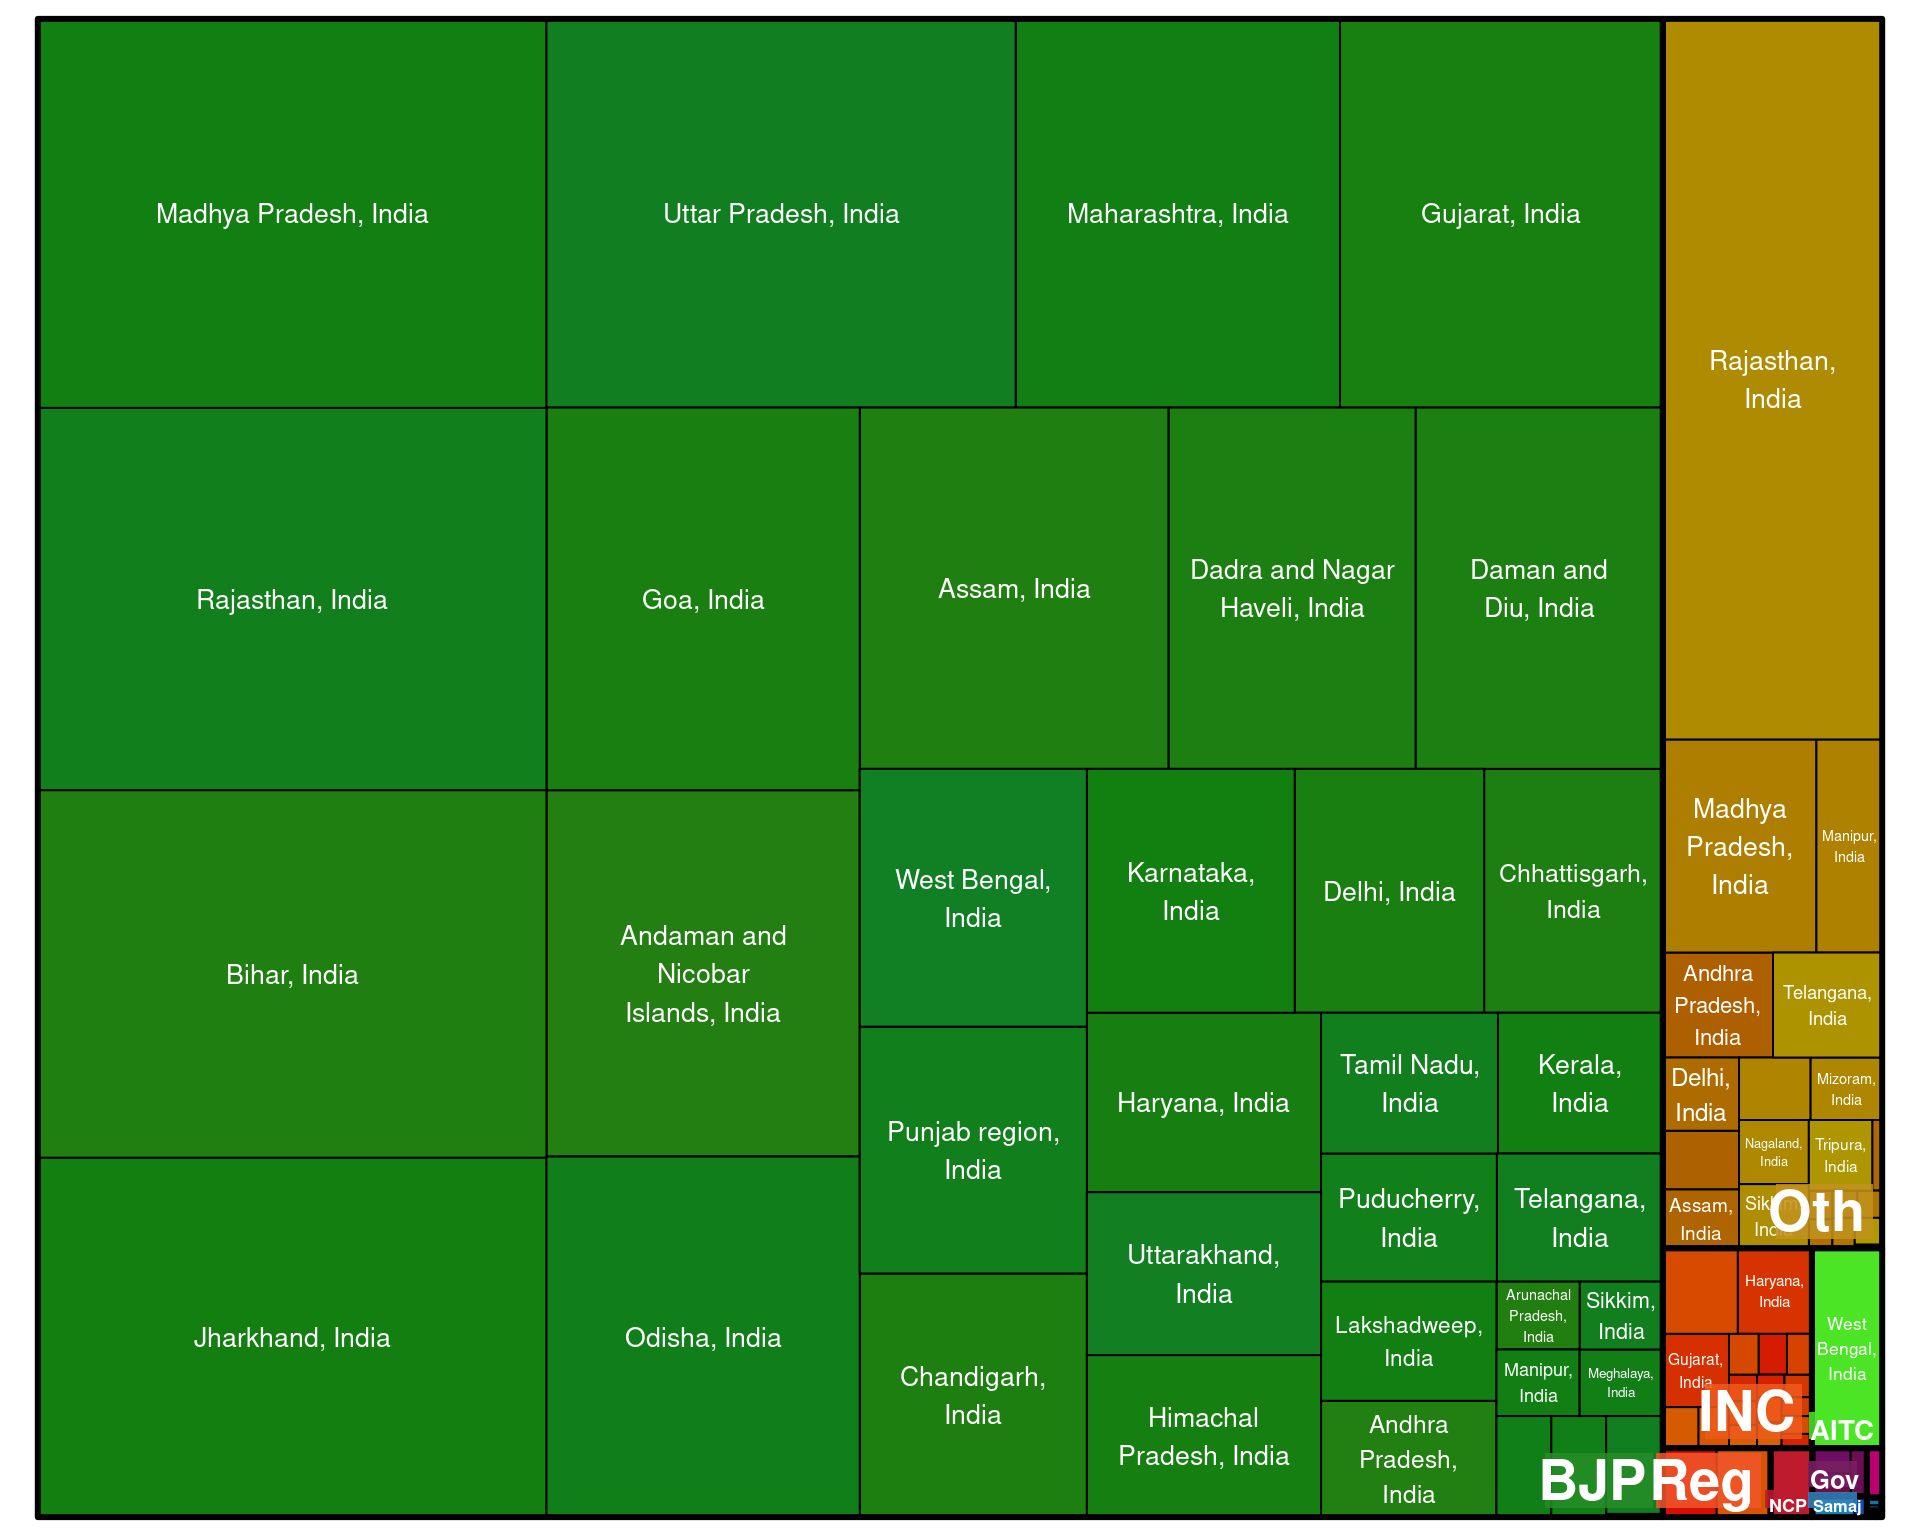 Madhya Pradesh, India
Uttar Pradesh, India
Maharashtra, India
Gujarat, India
Rajasthan, India
Goa, India
Assam, India
Dadra and Nagar
Haveli, India
Daman and
Diu, India
Bihar, India
Andaman and
Nicobar
Islands, India
West Bengal,
India
Karnataka,
India
Delhi, India
Chhattisgarh,
India
Jharkhand, India
Odisha, India
Punjab region,
India
Haryana, India
Tamil Nadu,
India
Kerala,
India
Uttarakhand,
India
Puducherry,
India
Telangana,
India
Chandigarh,
India
Himachal
Pradesh, India
Lakshadweep,
India
Arunachal
Pradesh,
India
Sikkim,
India
Manipur,
India
Meghalaya,
India
Andhra
Pradesh,
India
BJP
Rajasthan,
India
Madhya
Pradesh,
India
Manipur,
India
Andhra
Pradesh,
India
Telangana,
India
Delhi,
India
Mizoram,
India
Nagaland,
India
Tripura,
India
Assam,
India
Oth
Haryana,
India
Gujarat,
India
INC
West
Bengal,
India
AITC
Reg
NCP
Gov
Samaj